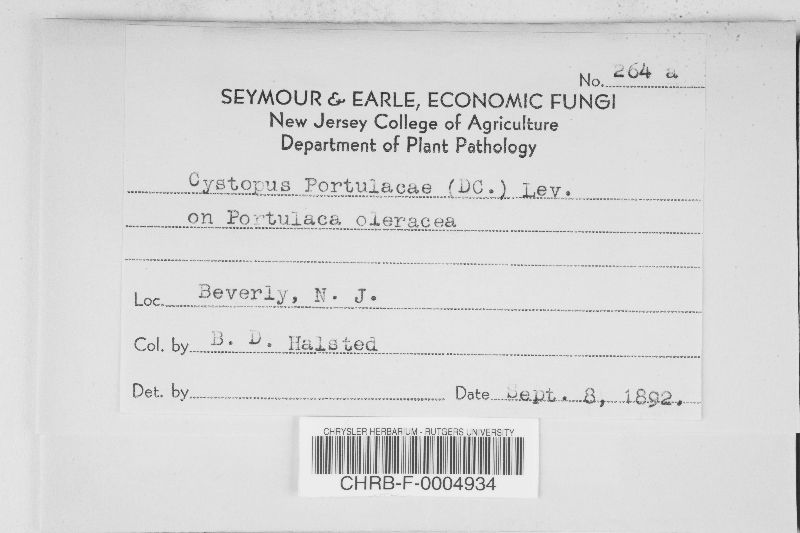 No. 264 a
SEYMOUR & EARLE, ECONOMIC FUNGI
New Jersey College of Agriculture
Department of Plant Pathology
Cystopus Portulacae (DC.) Lev.
on Portulaca oleracea
Loc. Beverly, N. J.
Col. by B. D. Halsted
Det. by
Date Sept. 8, 1892.
CHRYSLER HERBARIUM - RUTGERS UNIVERSITY
CHRB-F-0004934